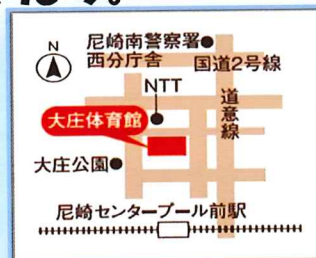 N
尼崎南警察署
西分庁舎
国道2号線
NTT
道意線
大庄体育館
大庄公園
尼崎センタープール前駅